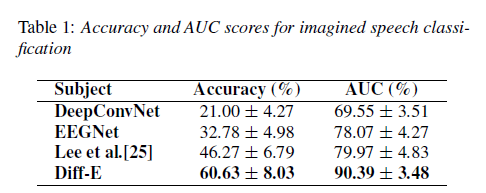 Table 1: Accuracy and AUC scores for imagined speech classi-
fication
Subject Accuracy (%) AUC (%)
DeepConvNet 21.00 ± 4.27 69.55 ± 3.51
EEGNet 32.78 ± 4.98 78.07 ± 4.27
Lee et al.[25] 46.27 ± 6.79 79.97 ± 4.83
Diff-E 60.63 ± 8.03 90.39 ± 3.48